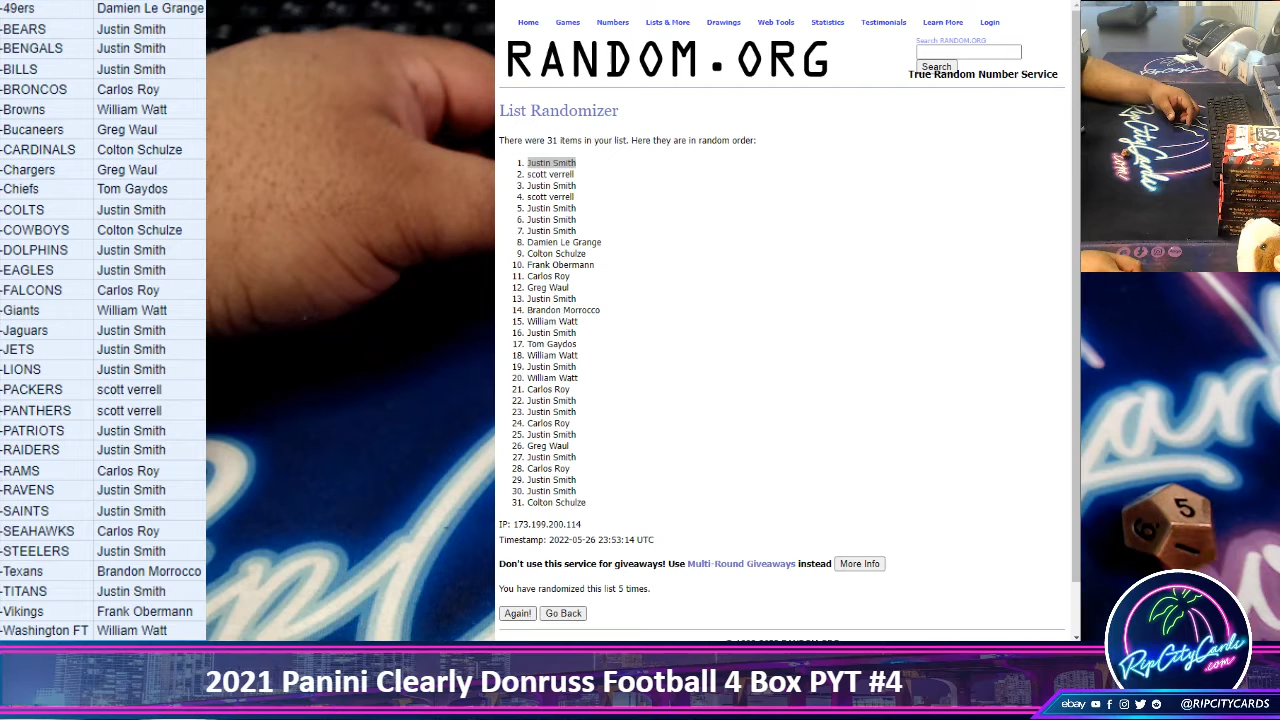 -49ers Damien Le Grange
-BEARS Justin Smith
-BENGALS Justin Smith
-BILLS Justin Smith
-BRONCOS Carlos Roy
-Browns William Watt
-Bucaneers Greg Waul
-CARDINALS Colton Schulze
-Chargers Greg Waul
-Chiefs Tom Gaydos
-COLTS Justin Smith
-COWBOYS Colton Schulze
-DOLPHINS Justin Smith
-EAGLES Justin Smith
-FALCONS Carlos Roy
-Giants William Watt
-Jaguars Justin Smith
-JETS Justin Smith
-LIONS Justin Smith
-PACKERS scott verrell
-PANTHERS scott verrell
-PATRIOTS Justin Smith
-RAIDERS Justin Smith
-RAMS Carlos Roy
-RAVENS Justin Smith
-SAINTS Justin Smith
-SEAHAWKS Carlos Roy
-STEELERS Justin Smith
-Texans Brandon Morrocco
-TITANS Justin Smith
-Vikings Frank Obermann
-Washington FT William Watt
Home Games Numbers Lists & More Drawings Web Tools Statistics Testimonials Learn More Login
RANDOM.ORG
Search RANDOM.ORG
Search
True Random Number Service
List Randomizer
There were 31 items in your list. Here they are in random order:
1. Justin Smith
2. scott verrell
3. Justin Smith
4. scott verrell
5. Justin Smith
6. Justin Smith
7. Justin Smith
8. Damien Le Grange
9. Colton Schulze
10. Frank Obermann
11. Carlos Roy
12. Greg Waul
13. Justin Smith
14. Brandon Morrocco
15. William Watt
16. Justin Smith
17. Tom Gaydos
18. William Watt
19. Justin Smith
20. William Watt
21. Carlos Roy
22. Justin Smith
23. Justin Smith
24. Carlos Roy
25. Justin Smith
26. Greg Waul
27. Justin Smith
28. Carlos Roy
29. Justin Smith
30. Justin Smith
31. Colton Schulze
IP: 173.199.200.114
Timestamp: 2022-05-26 23:53:14 UTC
Don't use this service for giveaways! Use Multi-Round Giveaways instead More Info
You have randomized this list 5 times.
Again! Go Back
5
6.
RipCityCards
.com
2021 Panini Clearly Donruss Football 4 Box PYT #4
ebay @RIPCITYCARDS